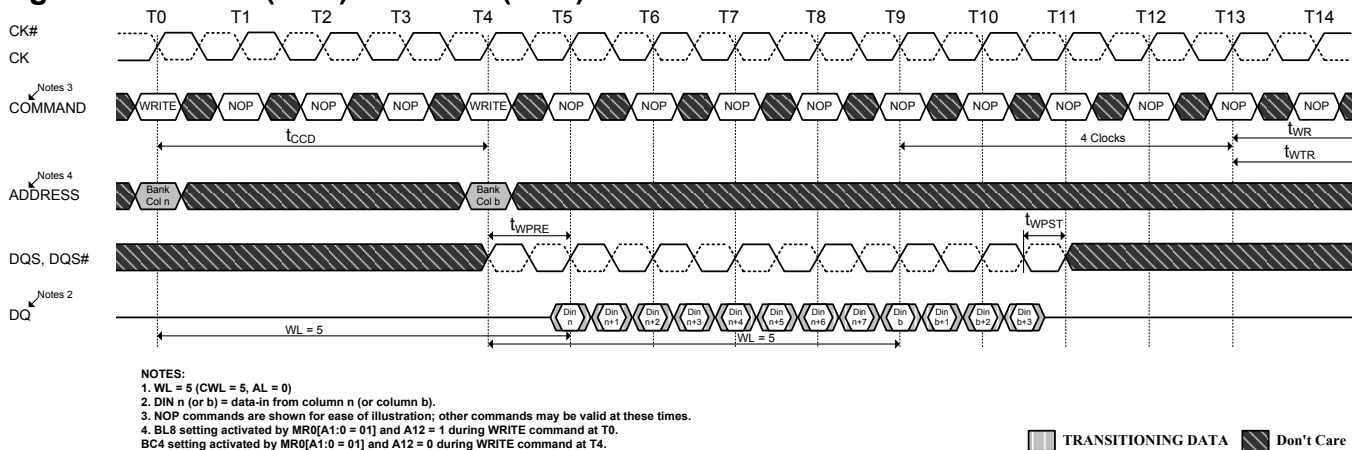 T0 T1 T2 T3 T4 T5 T6 T7 T8 T9 T10 T11 T12 T13 T14
CK#
CK
Notes 3
COMMAND
WRITE NOP NOP NOP WRITE NOP NOP NOP NOP NOP NOP NOP NOP NOP NOP
tCCD
4 Clocks
tWR
tWTR
Notes 4
ADDRESS
Bank Col n
Bank Col b
tWPRE
tWPST
DQS, DQS#
Notes 2
DQ
Din n Din n+1 Din n+2 Din n+3 Din n+4 Din n+5 Din n+6 Din n+7 Din b Din b+1 Din b+2 Din b+3
WL = 5
WL = 5
NOTES:
1. WL = 5 (CWL = 5, AL = 0)
2. DIN n (or b) = data-in from column n (or column b).
3. NOP commands are shown for ease of illustration; other commands may be valid at these times.
4. BL8 setting activated by MR0[A1:0 = 01] and A12 = 1 during WRITE command at T0.
BC4 setting activated by MR0[A1:0 = 01] and A12 = 0 during WRITE command at T4.
TRANSITIONING DATA
Don't Care